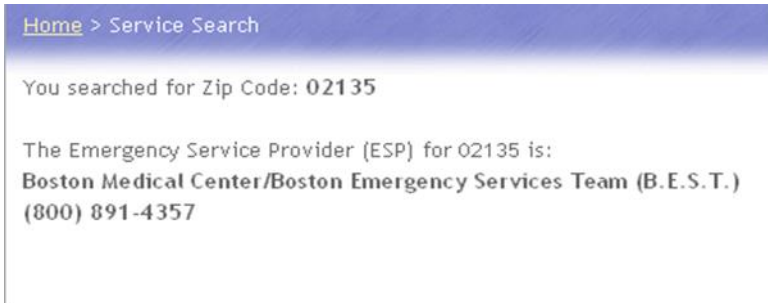 Home > Service Search
You searched for Zip Code: 02135
The Emergency Service Provider (ESP) for 02135 is:
Boston Medical Center/Boston Emergency Services Team (B.E.S.T.)
(800) 891-4357